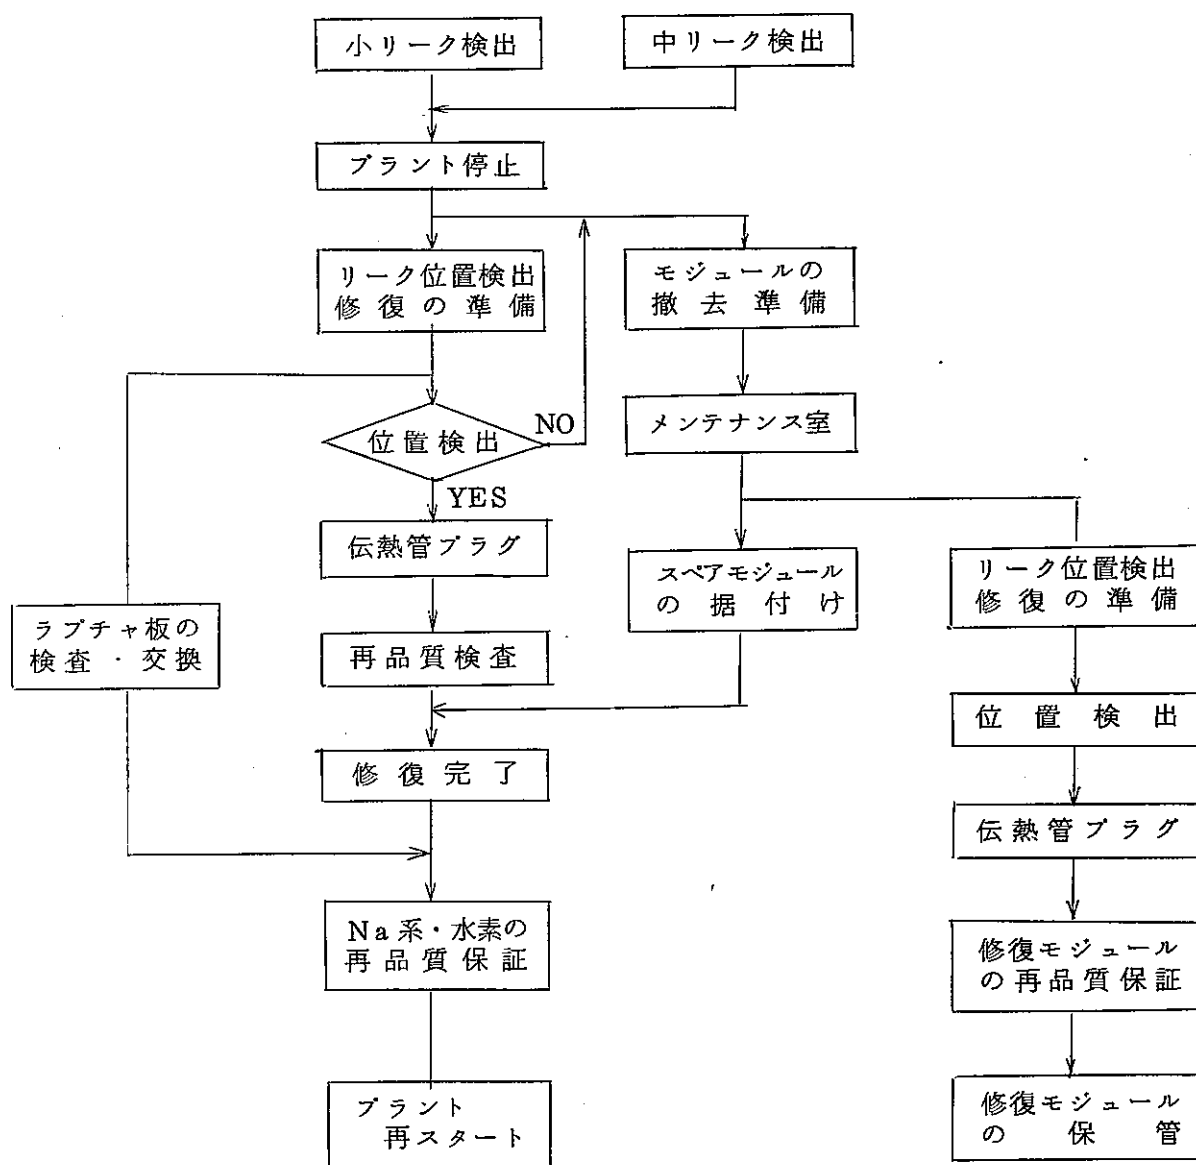 小リーク検出
中リーク検出
プラント停止
リーク位置検出
修復の準備
モジュールの
撤去準備
位置検出
NO
YES
メンテナンス室
伝熱管プラグ
スペアモジュール
の据付け
リーク位置検出
修復の準備
ラプチャ板の
検査・交換
再品質検査
位置検出
修復完了
伝熱管プラグ
Na系・水素の
再品質保証
修復モジュール
の再品質保証
プラント
再スタート
修復モジュール
の保管